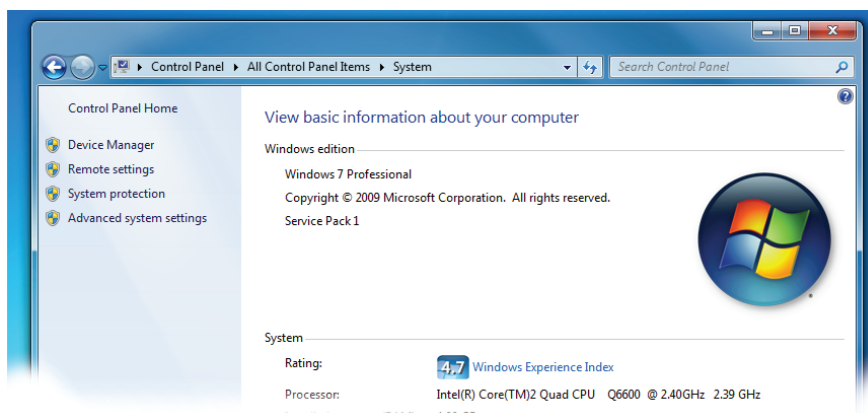 Control Panel ▸ All Control Panel Items ▸ System
Search Control Panel
Control Panel Home
Device Manager
Remote settings
System protection
Advanced system settings
View basic information about your computer
Windows edition
Windows 7 Professional
Copyright © 2009 Microsoft Corporation. All rights reserved.
Service Pack 1
System
Rating:
4.7 Windows Experience Index
Processor:
Intel(R) Core(TM)2 Quad CPU Q6600 @ 2.40GHz 2.39 GHz